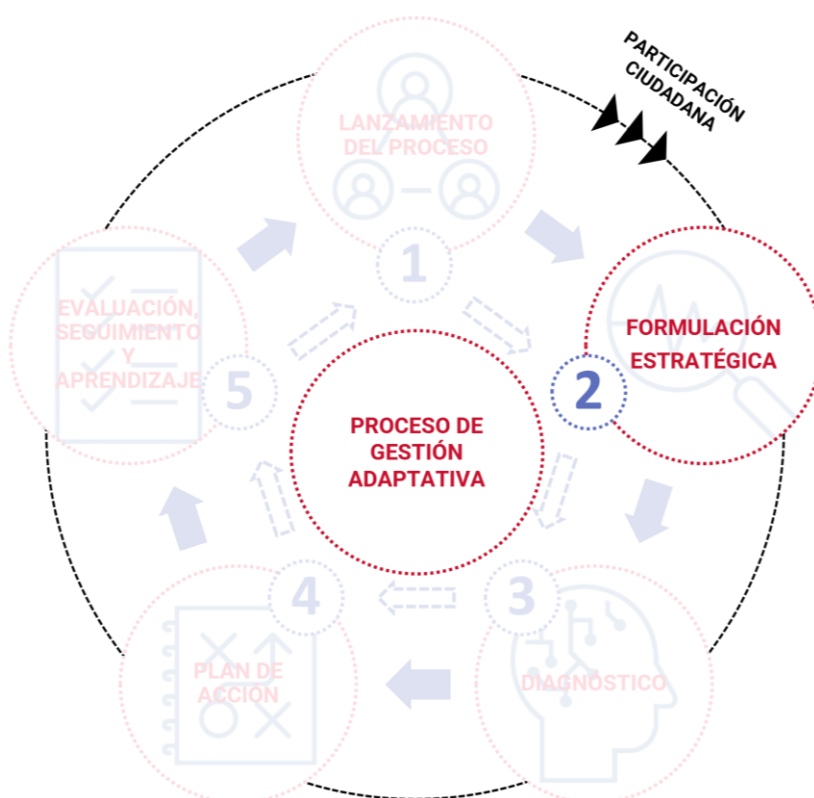 PARTICIPACIÓN
CIUDADANA
LANZAMIENTO
DEL PROCESO
1
FORMULACIÓN
ESTRATÉGICA
2
EVALUACIÓN,
SEGUIMIENTO
Y
APRENDIZAJE
5
PROCESO DE
GESTIÓN
ADAPTATIVA
4
PLAN DE
ACCIÓN
3
DIAGNÓSTICO